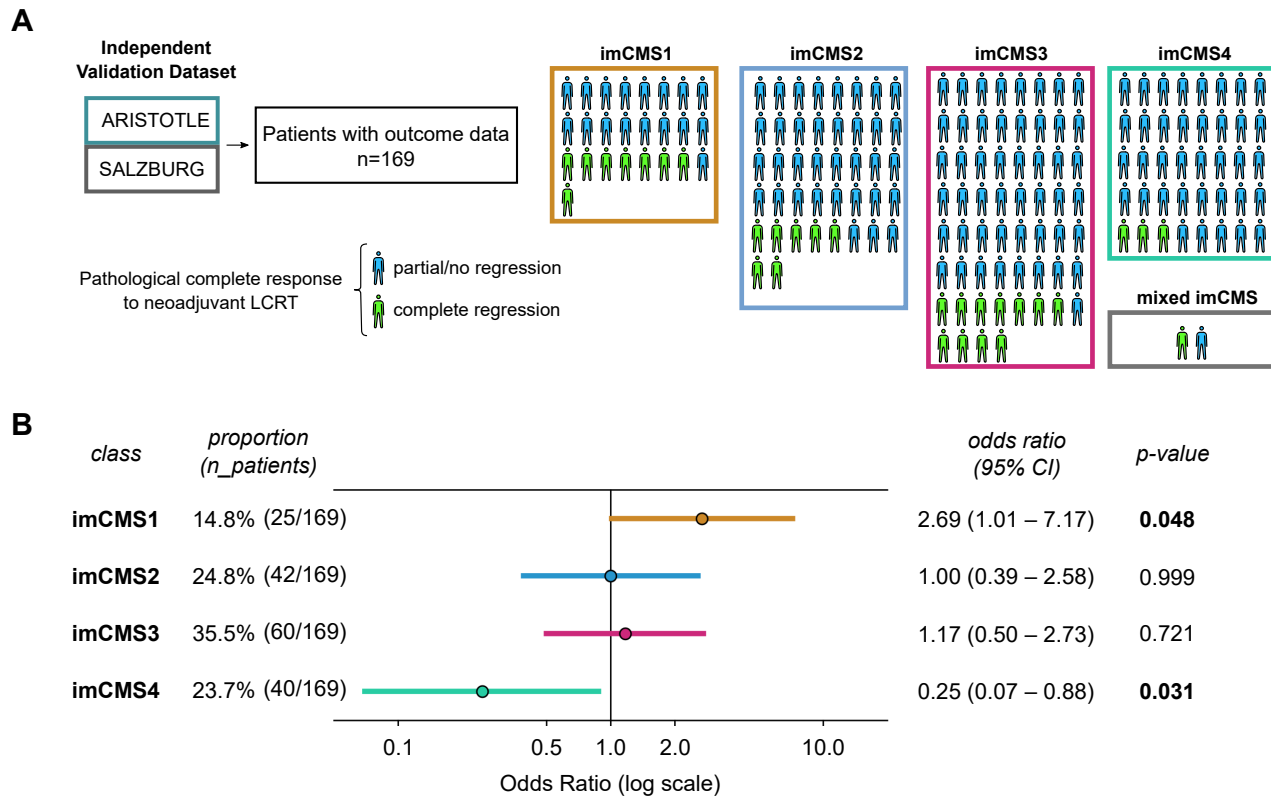 A
Independent
Validation Dataset
ARISTOTLE
SALZBURG
Patients with outcome data
n=169
Pathological complete response
to neoadjuvant LCRT
partial/no regression
complete regression
imCMS1
imCMS2
imCMS3
imCMS4
mixed imCMS
B
class
proportion
(n_patients)
odds ratio
(95% CI)
p-value
imCMS1 14.8% (25/169) 2.69 (1.01 – 7.17) 0.048
imCMS2 24.8% (42/169) 1.00 (0.39 – 2.58) 0.999
imCMS3 35.5% (60/169) 1.17 (0.50 – 2.73) 0.721
imCMS4 23.7% (40/169) 0.25 (0.07 – 0.88) 0.031
0.1 0.5 1.0 2.0 10.0
Odds Ratio (log scale)